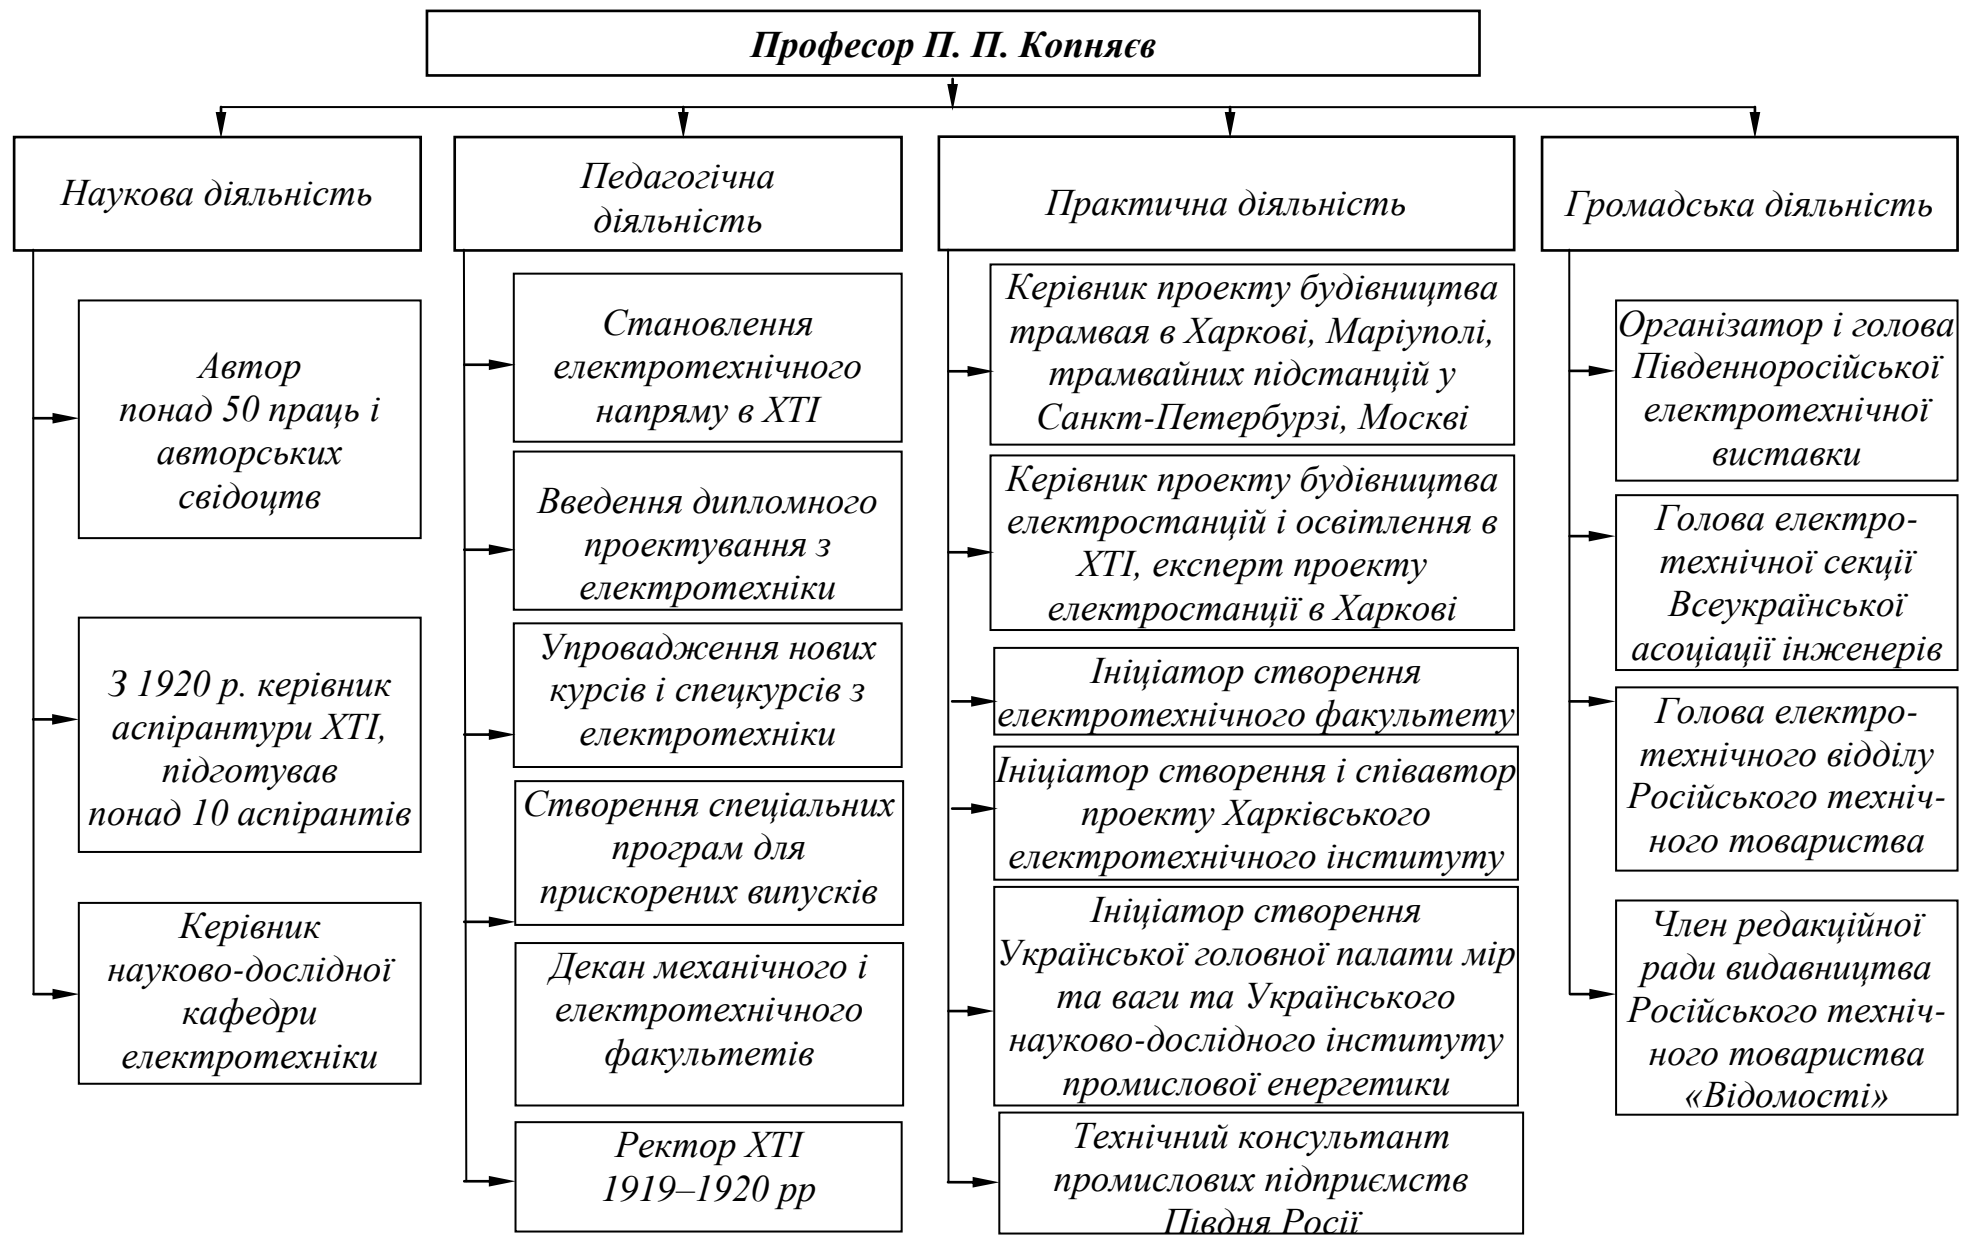 Професор П. П. Копняєв
Наукова діяльність
Автор
понад 50 праць і
авторських
свідоцтв
З 1920 р. керівник
аспірантури ХТІ,
підготував
понад 10 аспірантів
Керівник
науково-дослідної
кафедри
електротехніки
Педагогічна
діяльність
Становлення
електротехнічного
напряму в ХТІ
Введення дипломного
проектування з
електротехніки
Упровадження нових
курсів і спецкурсів з
електротехніки
Створення спеціальних
програм для
прискорених випусків
Декан механічного і
електротехнічного
факультетів
Ректор ХТІ
1919–1920 рр
Практична діяльність
Керівник проекту будівництва
трамвая в Харкові, Маріуполі,
трамвайних підстанцій у
Санкт-Петербурзі, Москві
Керівник проекту будівництва
електростанцій і освітлення в
ХТІ, експерт проекту
електростанції в Харкові
Ініціатор створення
електротехнічного факультету
Ініціатор створення і співавтор
проекту Харківського
електротехнічного інституту
Ініціатор створення
Української головної палати мір
та ваги та Українського
науково-дослідного інституту
промислової енергетики
Технічний консультант
промислових підприємств
Півдня Росії
Громадська діяльність
Організатор і голова
Південноросійської
електротехнічної
виставки
Голова електро-
технічної секції
Всеукраїнської
асоціації інженерів
Голова електро-
технічного відділу
Російського техніч-
ного товариства
Член редакційної
ради видавництва
Російського техніч-
ного товариства
«Відомості»